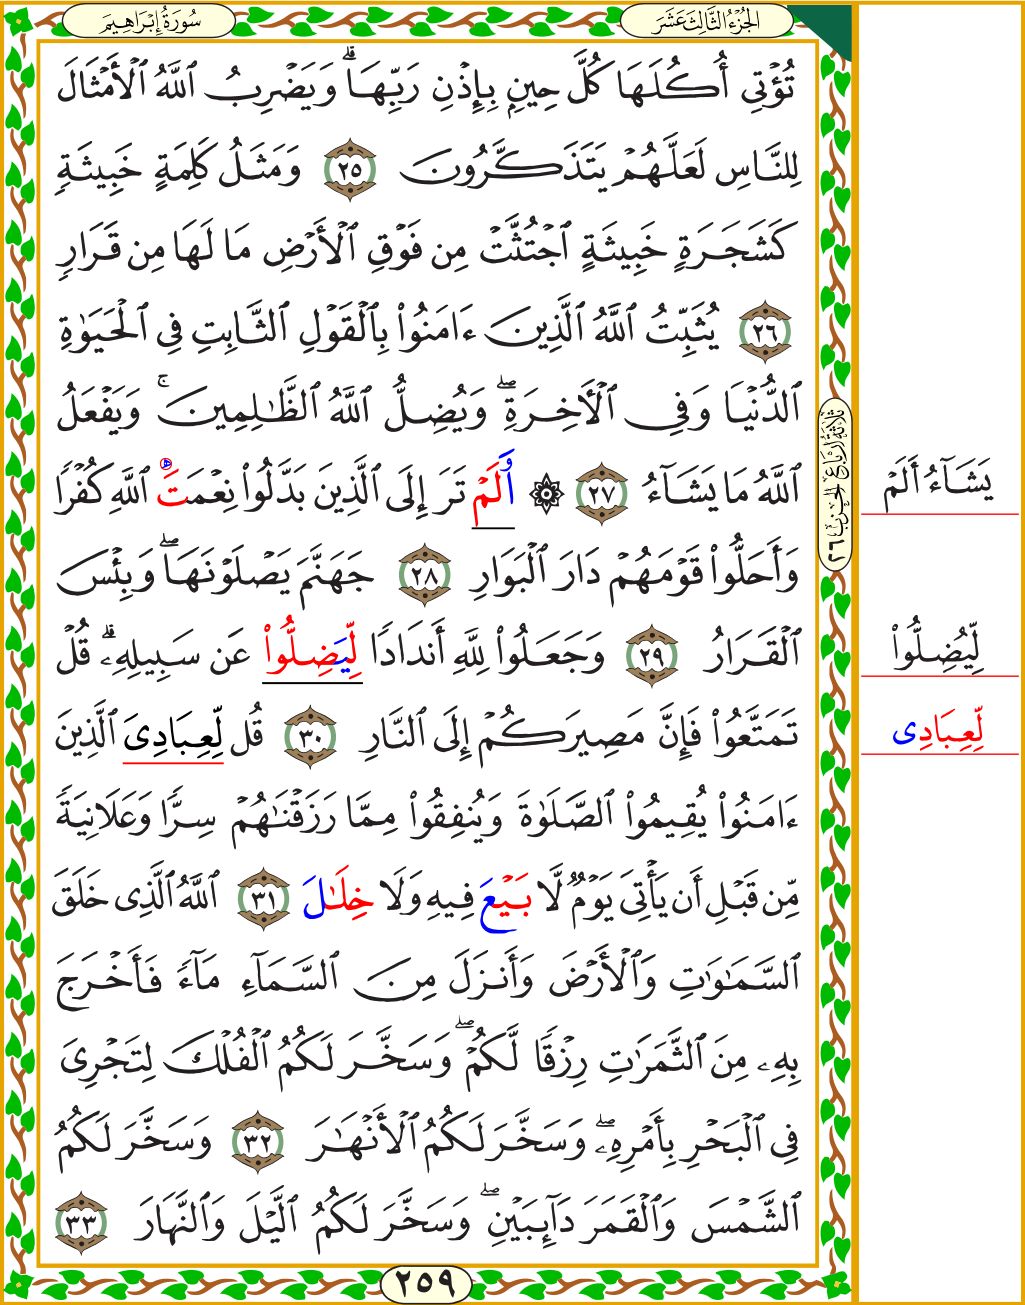 سُورَةُ إِبْرَاهِيمَ
الجُزْءُ الثَّالِثَ عَشَرَ
تُؤْتِىٓ أُكُلَهَا كُلَّ حِينٍۭ بِإِذْنِ رَبِّهَاۗ وَيَضْرِبُ ٱللَّهُ ٱلْأَمْثَالَ
لِلنَّاسِ لَعَلَّهُمْ يَتَذَكَّرُونَ ٢٥ وَمَثَلُ كَلِمَةٍ خَبِيثَةٍ
كَشَجَرَةٍ خَبِيثَةٍ ٱجْتُثَّتْ مِن فَوْقِ ٱلْأَرْضِ مَا لَهَا مِن قَرَارٍ
٢٦ يُثَبِّتُ ٱللَّهُ ٱلَّذِينَ ءَامَنُوا۟ بِٱلْقَوْلِ ٱلثَّابِتِ فِى ٱلْحَيَوٰةِ
ٱلدُّنْيَا وَفِى ٱلْأَخِرَةِۖ وَيُضِلُّ ٱللَّهُ ٱلظَّـٰلِمِينَۚ وَيَفْعَلُ
ٱللَّهُ مَا يَشَآءُ ٢٧ ۞ أَلَمْ تَرَ إِلَى ٱلَّذِينَ بَدَّلُوا۟ نِعْمَتَ ٱللَّهِ كُفْرًا
وَأَحَلُّوا۟ قَوْمَهُمْ دَارَ ٱلْبَوَارِ ٢٨ جَهَنَّمَ يَصْلَوْنَهَاۖ وَبِئْسَ
ٱلْقَرَارُ ٢٩ وَجَعَلُوا۟ لِلَّهِ أَندَادًا لِّيَضِلُّوا۟ عَن سَبِيلِهِۦۗ قُلْ
تَمَتَّعُوا۟ فَإِنَّ مَصِيرَكُمْ إِلَى ٱلنَّارِ ٣٠ قُل لِّعِبَادِىَ ٱلَّذِينَ
ءَامَنُوا۟ يُقِيمُوا۟ ٱلصَّلَوٰةَ وَيُنفِقُوا۟ مِمَّا رَزَقْنَـٰهُمْ سِرًّا وَعَلَانِيَةً
مِّن قَبْلِ أَن يَأْتِىَ يَوْمٌ لَّا بَيْعَ فِيهِ وَلَا خِلَـٰلَ ٣١ ٱللَّهُ ٱلَّذِى خَلَقَ
ٱلسَّمَـٰوَٰتِ وَٱلْأَرْضَ وَأَنزَلَ مِنَ ٱلسَّمَآءِ مَآءً فَأَخْرَجَ
بِهِۦ مِنَ ٱلثَّمَرَٰتِ رِزْقًا لَّكُمْۖ وَسَخَّرَ لَكُمُ ٱلْفُلْكَ لِتَجْرِىَ
فِى ٱلْبَحْرِ بِأَمْرِهِۦۖ وَسَخَّرَ لَكُمُ ٱلْأَنْهَـٰرَ ٣٢ وَسَخَّرَ لَكُمُ
ٱلشَّمْسَ وَٱلْقَمَرَ دَآئِبَيْنِۖ وَسَخَّرَ لَكُمُ ٱلَّيْلَ وَٱلنَّهَارَ ٣٣
ثَلَاثَةُ أَرْبَاعِ الحِزْبِ ٢٦
يَشَآءُ أَلَمْ
لِّيُضِلُّوا۟
لِّعِبَادِى
٢٥٩